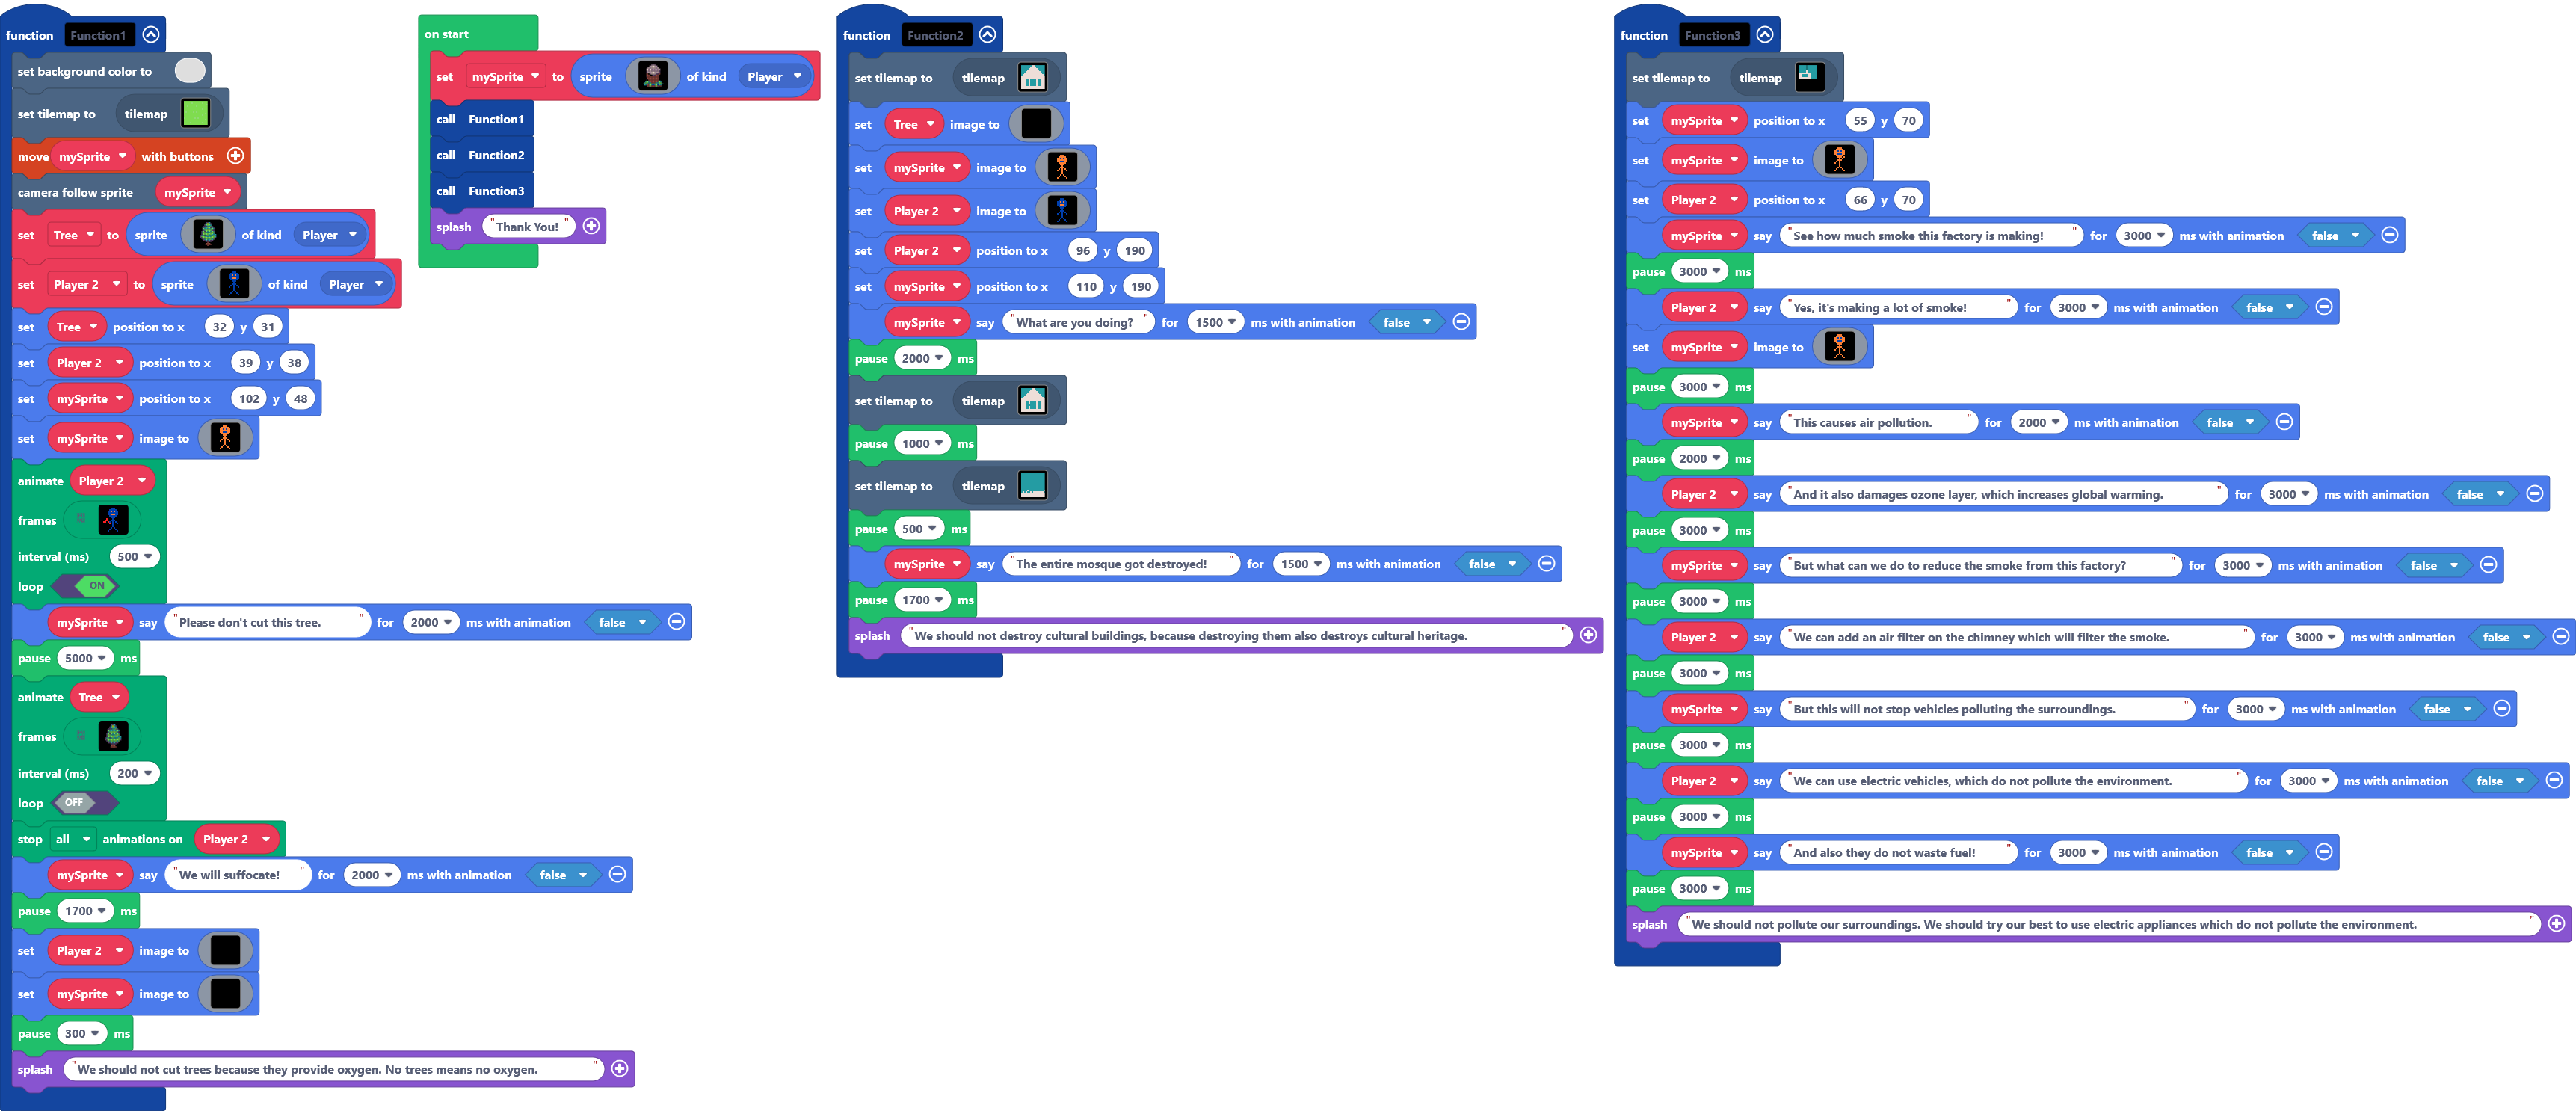 function Function1
set background color to
set tilemap to tilemap
move mySprite with buttons
camera follow sprite mySprite
set Tree to sprite of kind Player
set Player 2 to sprite of kind Player
set Tree position to x 32 y 31
set Player 2 position to x 39 y 38
set mySprite position to x 102 y 48
set mySprite image to
animate Player 2
frames
interval (ms) 500
loop ON
mySprite say "Please don't cut this tree." for 2000 ms with animation false
pause 5000 ms
animate Tree
frames
interval (ms) 200
loop OFF
stop all animations on Player 2
mySprite say "We will suffocate!" for 2000 ms with animation false
pause 1700 ms
set Player 2 image to
set mySprite image to
pause 300 ms
splash "We should not cut trees because they provide oxygen. No trees means no oxygen."
on start
set mySprite to sprite of kind Player
call Function1
call Function2
call Function3
splash "Thank You!"
function Function2
set tilemap to tilemap
set Tree image to
set mySprite image to
set Player 2 image to
set Player 2 position to x 96 y 190
set mySprite position to x 110 y 190
mySprite say "What are you doing?" for 1500 ms with animation false
pause 2000 ms
set tilemap to tilemap
pause 1000 ms
set tilemap to tilemap
pause 500 ms
mySprite say "The entire mosque got destroyed!" for 1500 ms with animation false
pause 1700 ms
splash "We should not destroy cultural buildings, because destroying them also destroys cultural heritage."
function Function3
set tilemap to tilemap
set mySprite position to x 55 y 70
set mySprite image to
set Player 2 position to x 66 y 70
mySprite say "See how much smoke this factory is making!" for 3000 ms with animation false
pause 3000 ms
Player 2 say "Yes, it's making a lot of smoke!" for 3000 ms with animation false
set mySprite image to
pause 3000 ms
mySprite say "This causes air pollution." for 2000 ms with animation false
pause 2000 ms
Player 2 say "And it also damages ozone layer, which increases global warming." for 3000 ms with animation false
pause 3000 ms
mySprite say "But what can we do to reduce the smoke from this factory?" for 3000 ms with animation false
pause 3000 ms
Player 2 say "We can add an air filter on the chimney which will filter the smoke." for 3000 ms with animation false
pause 3000 ms
mySprite say "But this will not stop vehicles polluting the surroundings." for 3000 ms with animation false
pause 3000 ms
Player 2 say "We can use electric vehicles, which do not pollute the environment." for 3000 ms with animation false
pause 3000 ms
mySprite say "And also they do not waste fuel!" for 3000 ms with animation false
pause 3000 ms
splash "We should not pollute our surroundings. We should try our best to use electric appliances which do not pollute the environment."